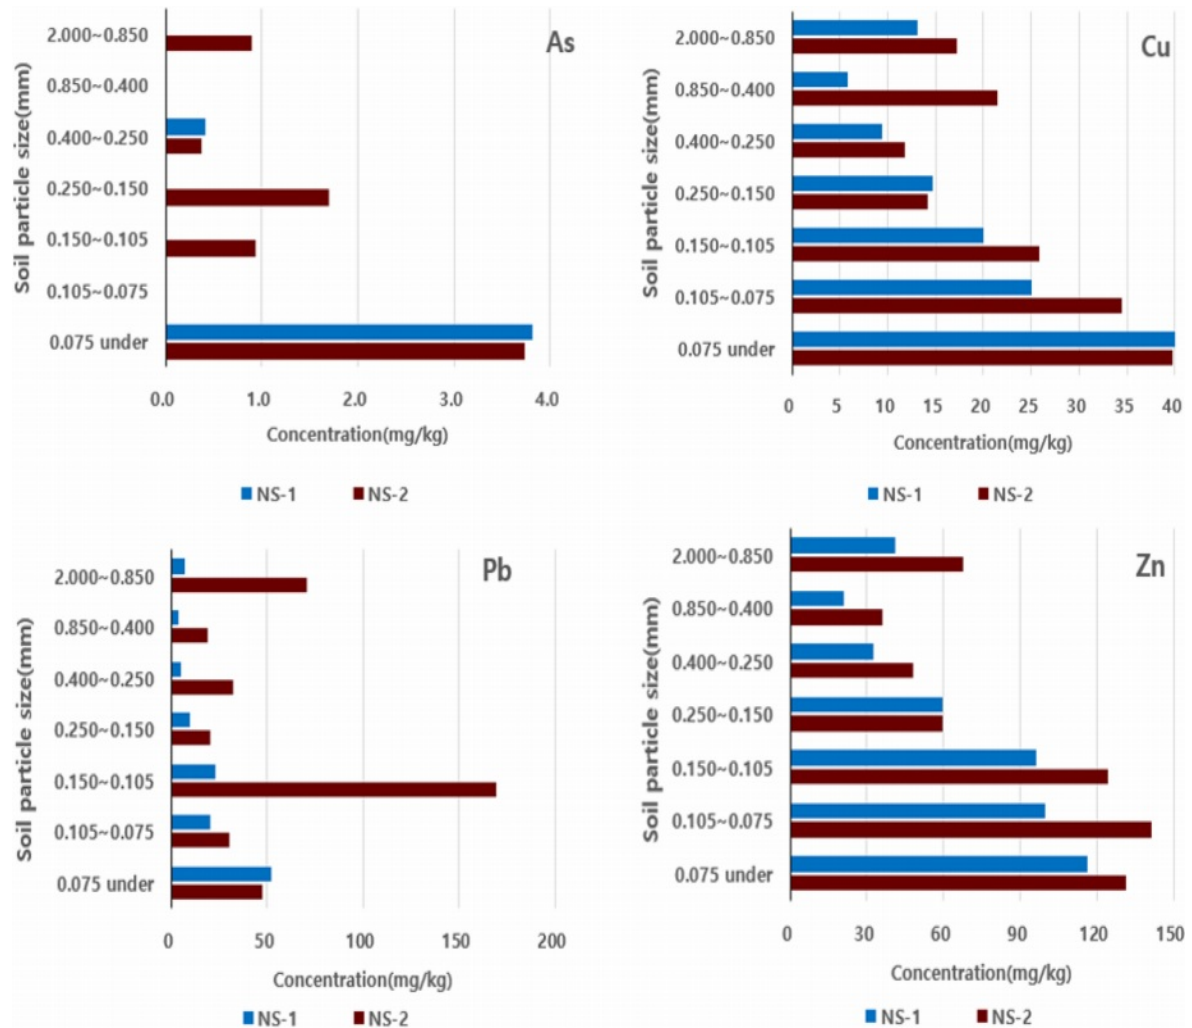 As
Soil particle size(mm)
2.000~0.850
0.850~0.400
0.400~0.250
0.250~0.150
0.150~0.105
0.105~0.075
0.075 under
0.0 1.0 2.0 3.0 4.0
Concentration(mg/kg)
NS-1 NS-2
Cu
Soil particle size(mm)
2.000~0.850
0.850~0.400
0.400~0.250
0.250~0.150
0.150~0.105
0.105~0.075
0.075 under
0 5 10 15 20 25 30 35 40
Concentration(mg/kg)
NS-1 NS-2
Pb
Soil particle size(mm)
2.000~0.850
0.850~0.400
0.400~0.250
0.250~0.150
0.150~0.105
0.105~0.075
0.075 under
0 50 100 150 200
Concentration(mg/kg)
NS-1 NS-2
Zn
Soil particle size(mm)
2.000~0.850
0.850~0.400
0.400~0.250
0.250~0.150
0.150~0.105
0.105~0.075
0.075 under
0 30 60 90 120 150
Concentration(mg/kg)
NS-1 NS-2